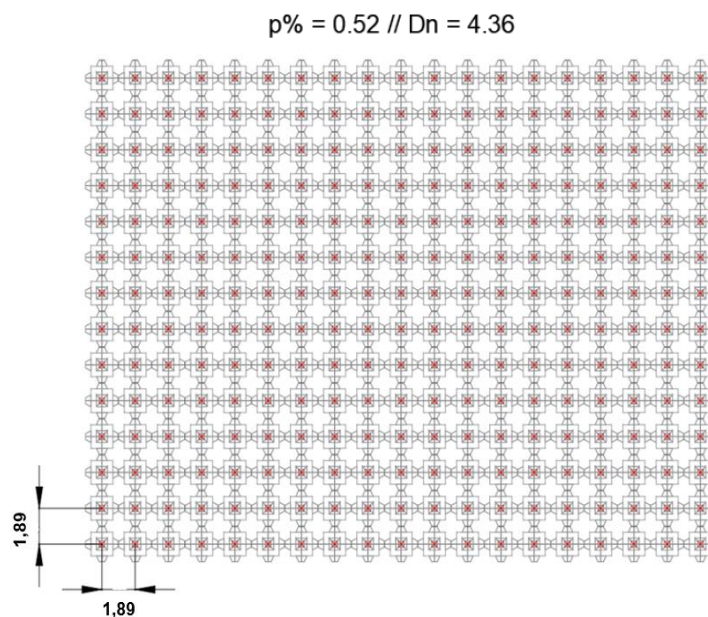 p% = 0.52 // Dn = 4.36
1,89
1,89